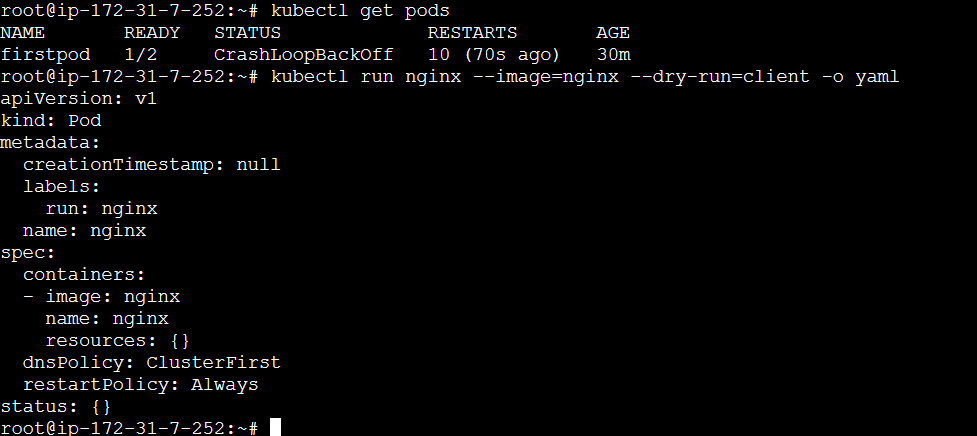 root@ip-172-31-7-252:~# kubectl get pods
NAME       READY   STATUS             RESTARTS       AGE
firstpod   1/2     CrashLoopBackOff   10 (70s ago)   30m
root@ip-172-31-7-252:~# kubectl run nginx --image=nginx --dry-run=client -o yaml
apiVersion: v1
kind: Pod
metadata:
  creationTimestamp: null
  labels:
    run: nginx
  name: nginx
spec:
  containers:
  - image: nginx
    name: nginx
    resources: {}
  dnsPolicy: ClusterFirst
  restartPolicy: Always
status: {}
root@ip-172-31-7-252:~#